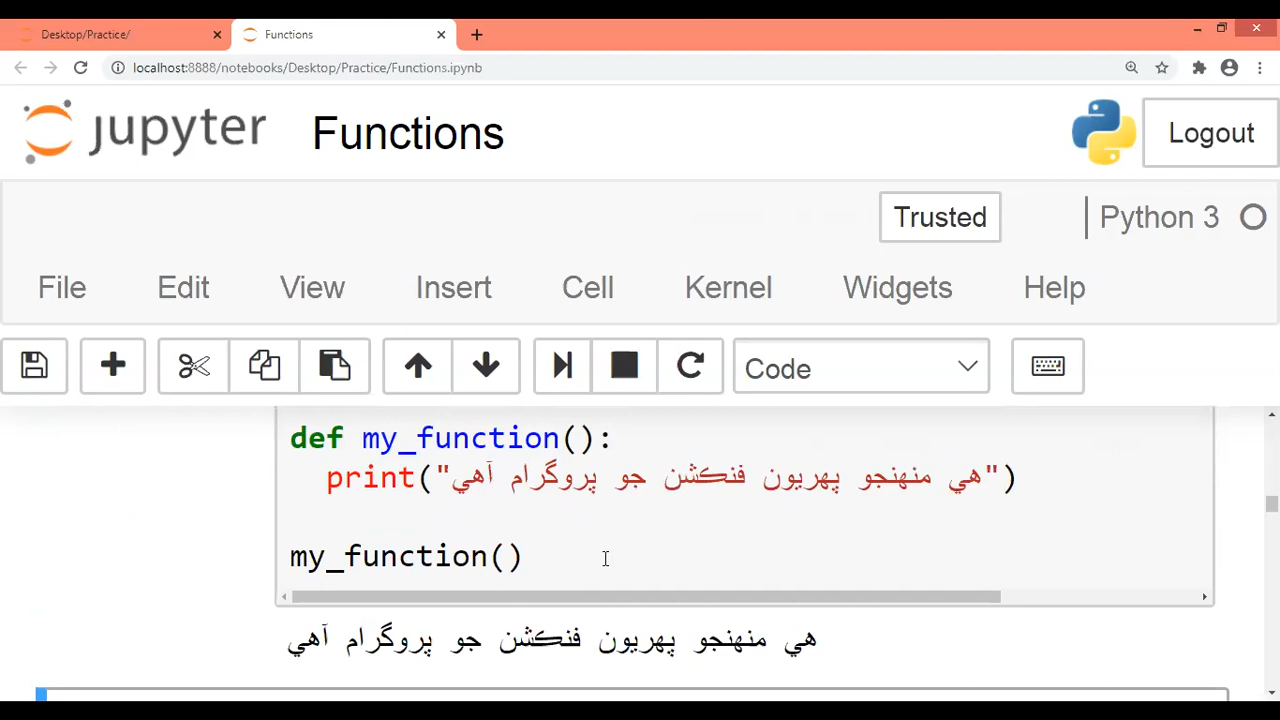 Desktop/Practice/
Functions
localhost:8888/notebooks/Desktop/Practice/Functions.ipynb
jupyter
Functions
Logout
Trusted
Python 3
File Edit View Insert Cell Kernel Widgets Help
Code
def my_function():
print("هي منهنجو پهريون فنڪشن جو پروگرام آهي")
my_function()
هي منهنجو پهريون فنڪشن جو پروگرام آهي